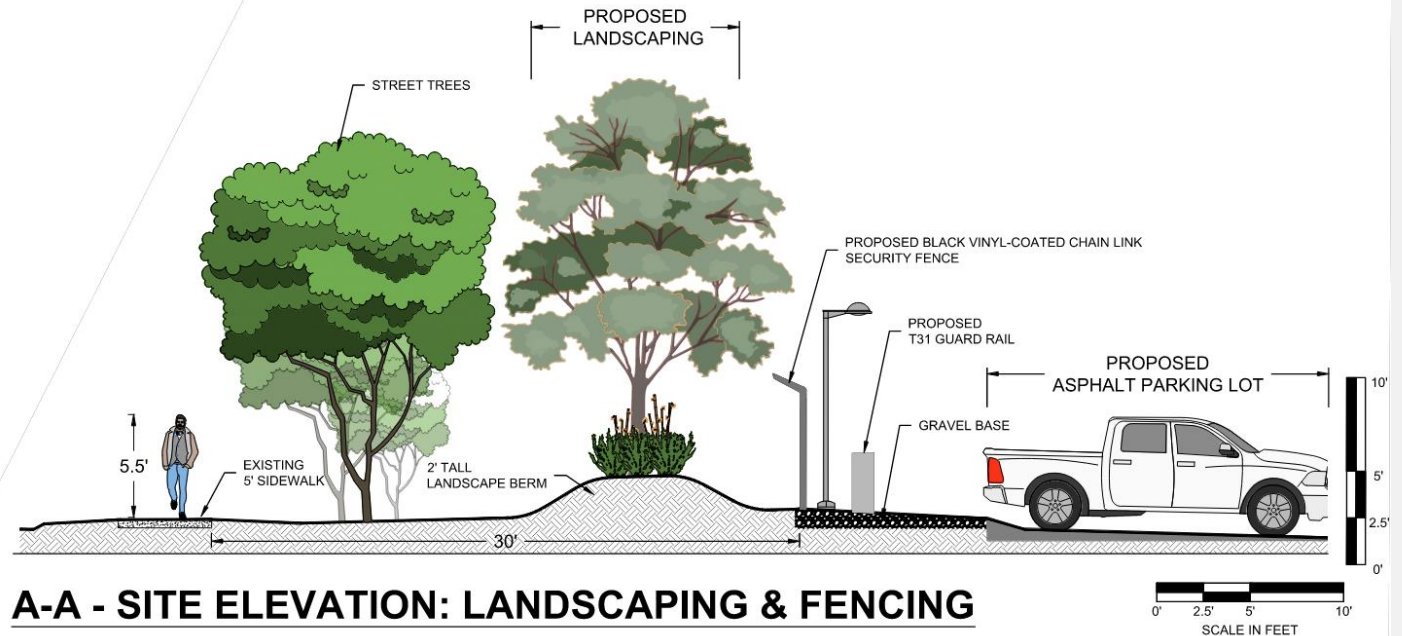 PROPOSED
LANDSCAPING
STREET TREES
PROPOSED BLACK VINYL-COATED CHAIN LINK
SECURITY FENCE
PROPOSED
T31 GUARD RAIL
PROPOSED
ASPHALT PARKING LOT
GRAVEL BASE
5.5'
EXISTING
5' SIDEWALK
2' TALL
LANDSCAPE BERM
30'
10'
5'
2.5'
0'
A-A - SITE ELEVATION: LANDSCAPING & FENCING
0' 2.5' 5' 10'
SCALE IN FEET